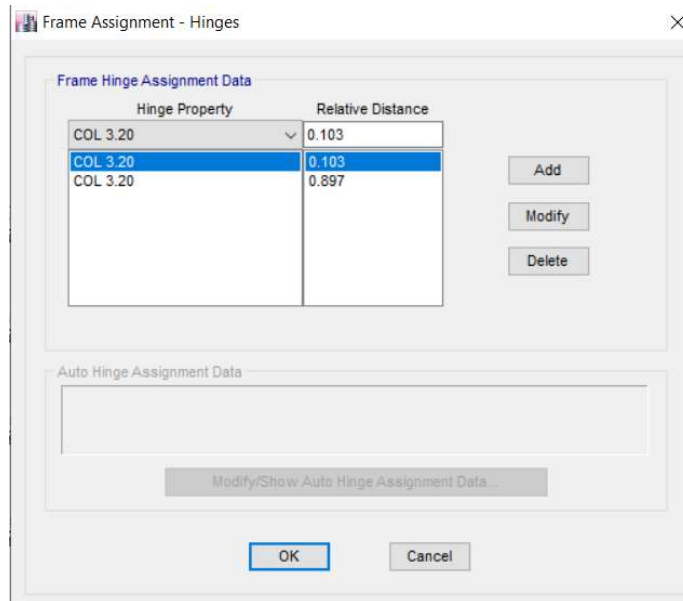 Frame Assignment - Hinges
Frame Hinge Assignment Data
Hinge Property Relative Distance
COL 3.20 0.103
COL 3.20 0.103
COL 3.20 0.897
Add
Modify
Delete
Auto Hinge Assignment Data
Modify/Show Auto Hinge Assignment Data...
OK Cancel